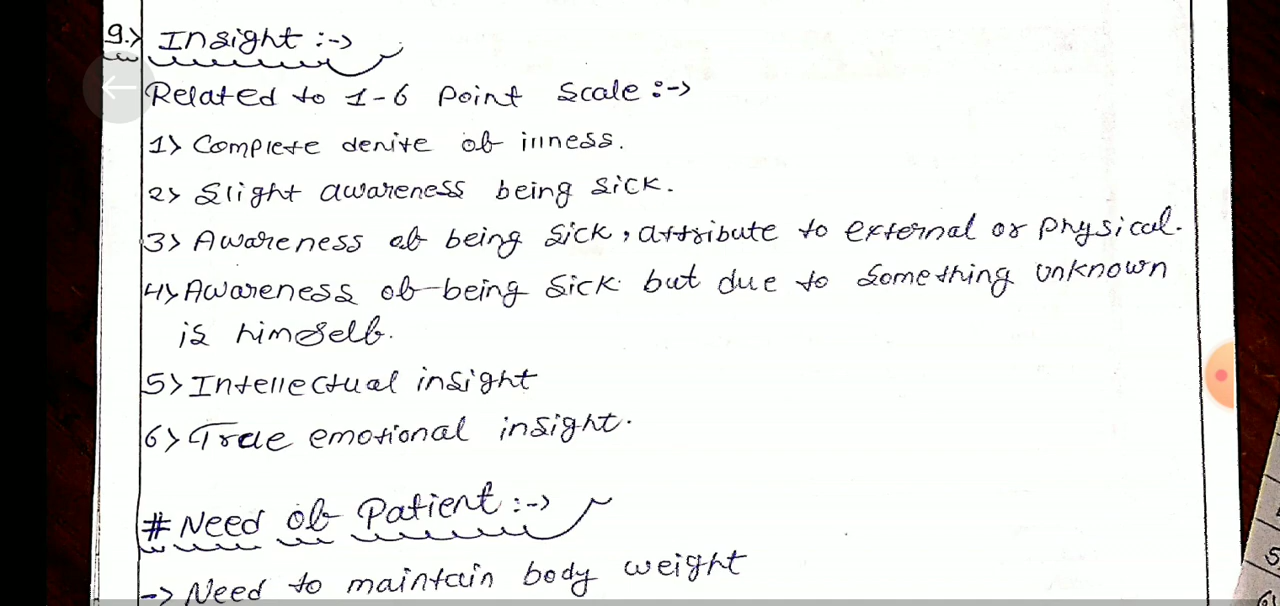 9.> Insight :->
Related to 1-6 Point Scale :->
1> Complete denite of illness.
2> Slight awareness being sick.
3> Awareness of being Sick, attribute to external or physical.
4> Awareness of being Sick but due to Something unknown
is himself.
5> Intellectual insight
6> True emotional insight.
# Need of Patient :->
-> Need to maintain body weight